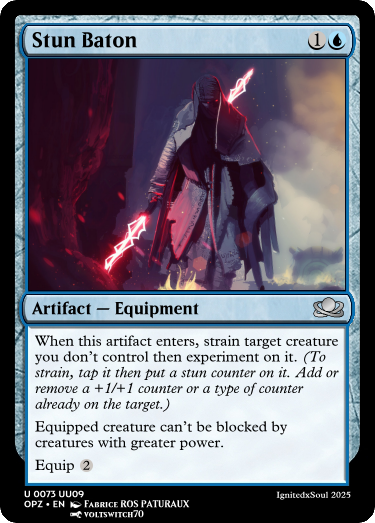 Stun Baton 1
Artifact — Equipment
When this artifact enters, strain target creature
you don't control then experiment on it. (To
strain, tap it then put a stun counter on it. Add or
remove a +1/+1 counter or a type of counter
already on the target.)
Equipped creature can't be blocked by
creatures with greater power.
Equip 2
U 0073 UU09
OPZ • EN Fabrice ROS PATURAUX IgnitedxSoul 2025
voltswitch70